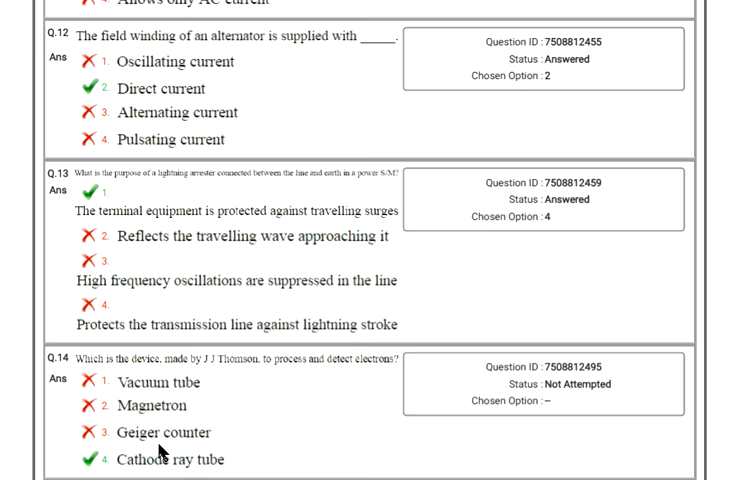 4. Allows only AC current
Q.12 The field winding of an alternator is supplied with _____.
Ans
1. Oscillating current
2. Direct current
3. Alternating current
4. Pulsating current
Question ID : 7508812455
Status : Answered
Chosen Option : 2
Q.13 What is the purpose of a lightning arrester connected between the line and earth in a power S/M?
Ans
1.
The terminal equipment is protected against travelling surges
2. Reflects the travelling wave approaching it
3.
High frequency oscillations are suppressed in the line
4.
Protects the transmission line against lightning stroke
Question ID : 7508812459
Status : Answered
Chosen Option : 4
Q.14 Which is the device, made by J J Thomson, to process and detect electrons?
Ans
1. Vacuum tube
2. Magnetron
3. Geiger counter
4. Cathode ray tube
Question ID : 7508812495
Status : Not Attempted
Chosen Option : --